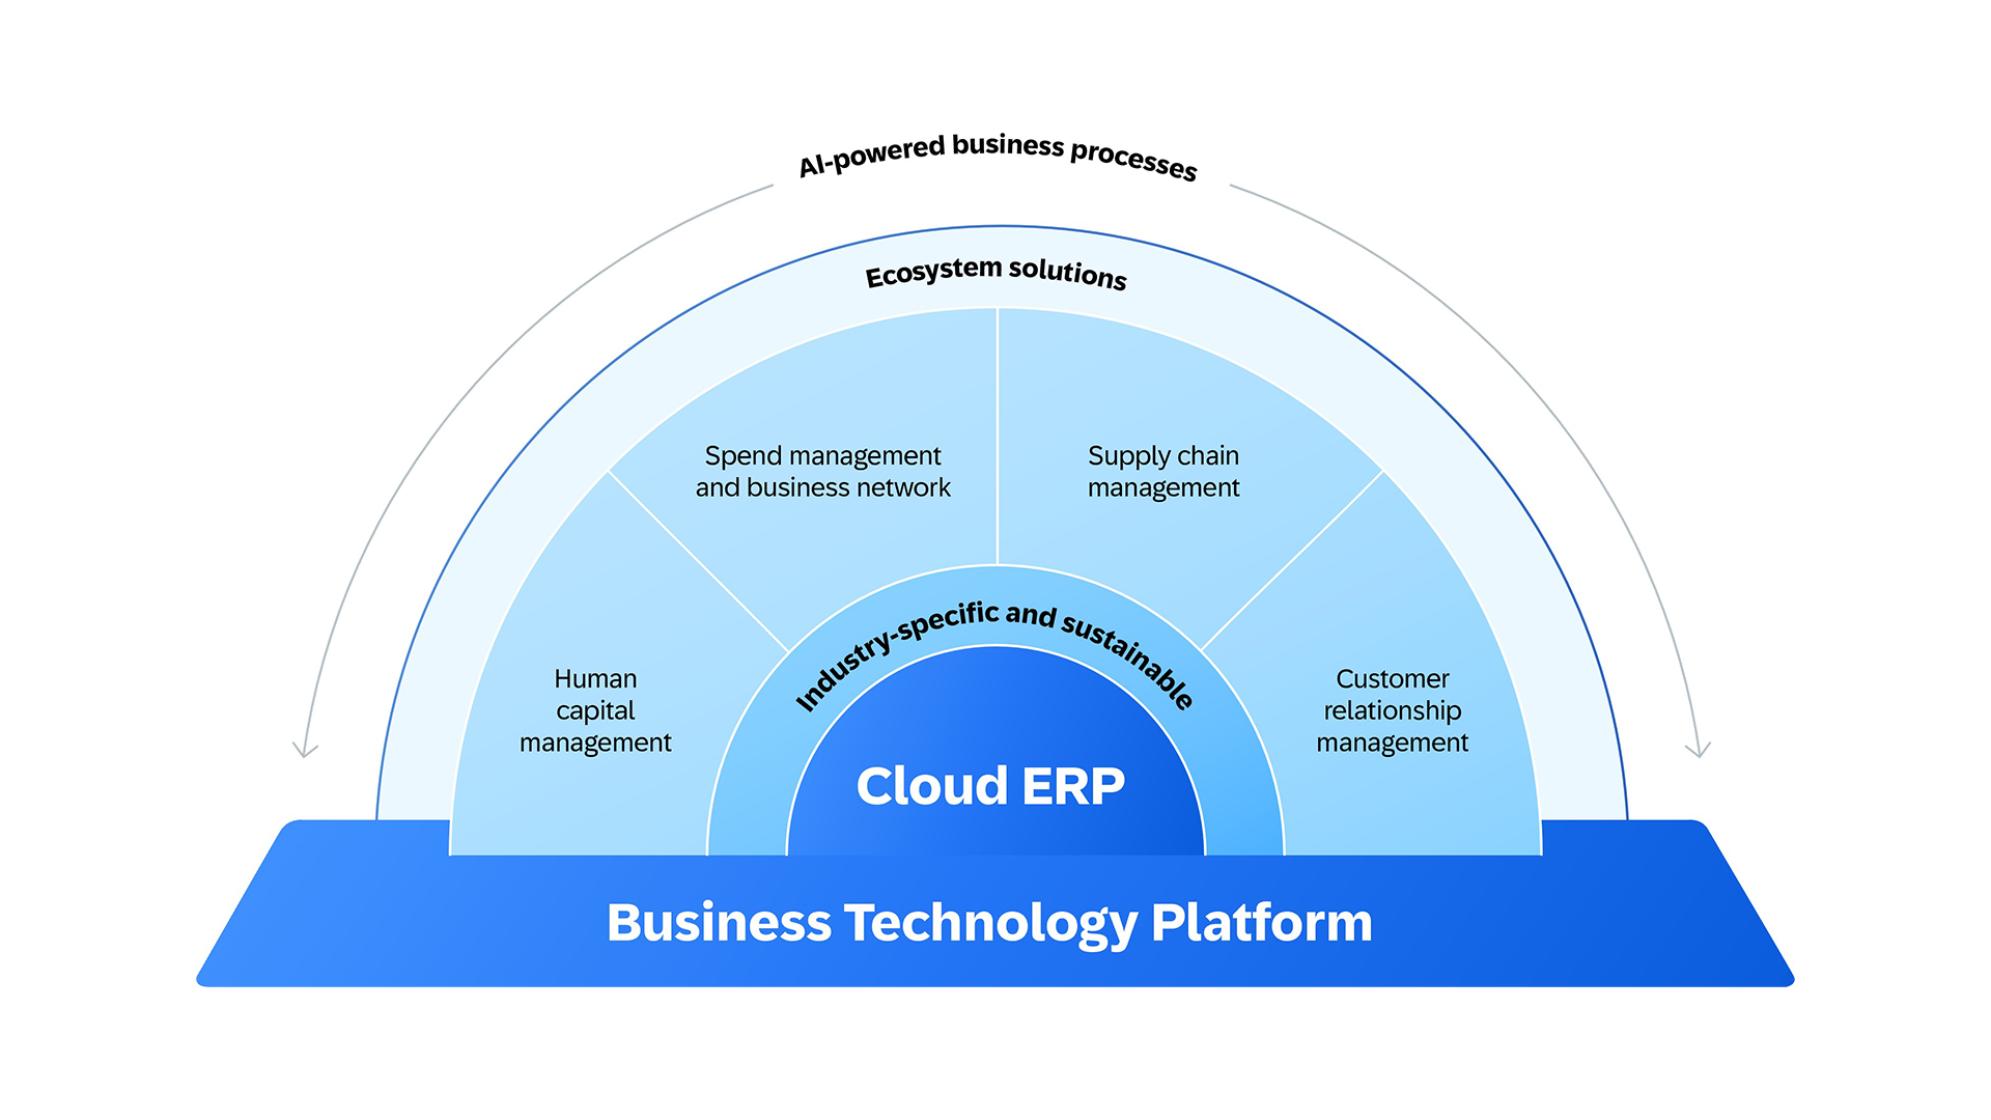 AI-powered business processes
Ecosystem solutions
Spend management
and business network
Supply chain
management
Human
capital
management
Industry-specific and sustainable
Customer
relationship
management
Cloud ERP
Business Technology Platform